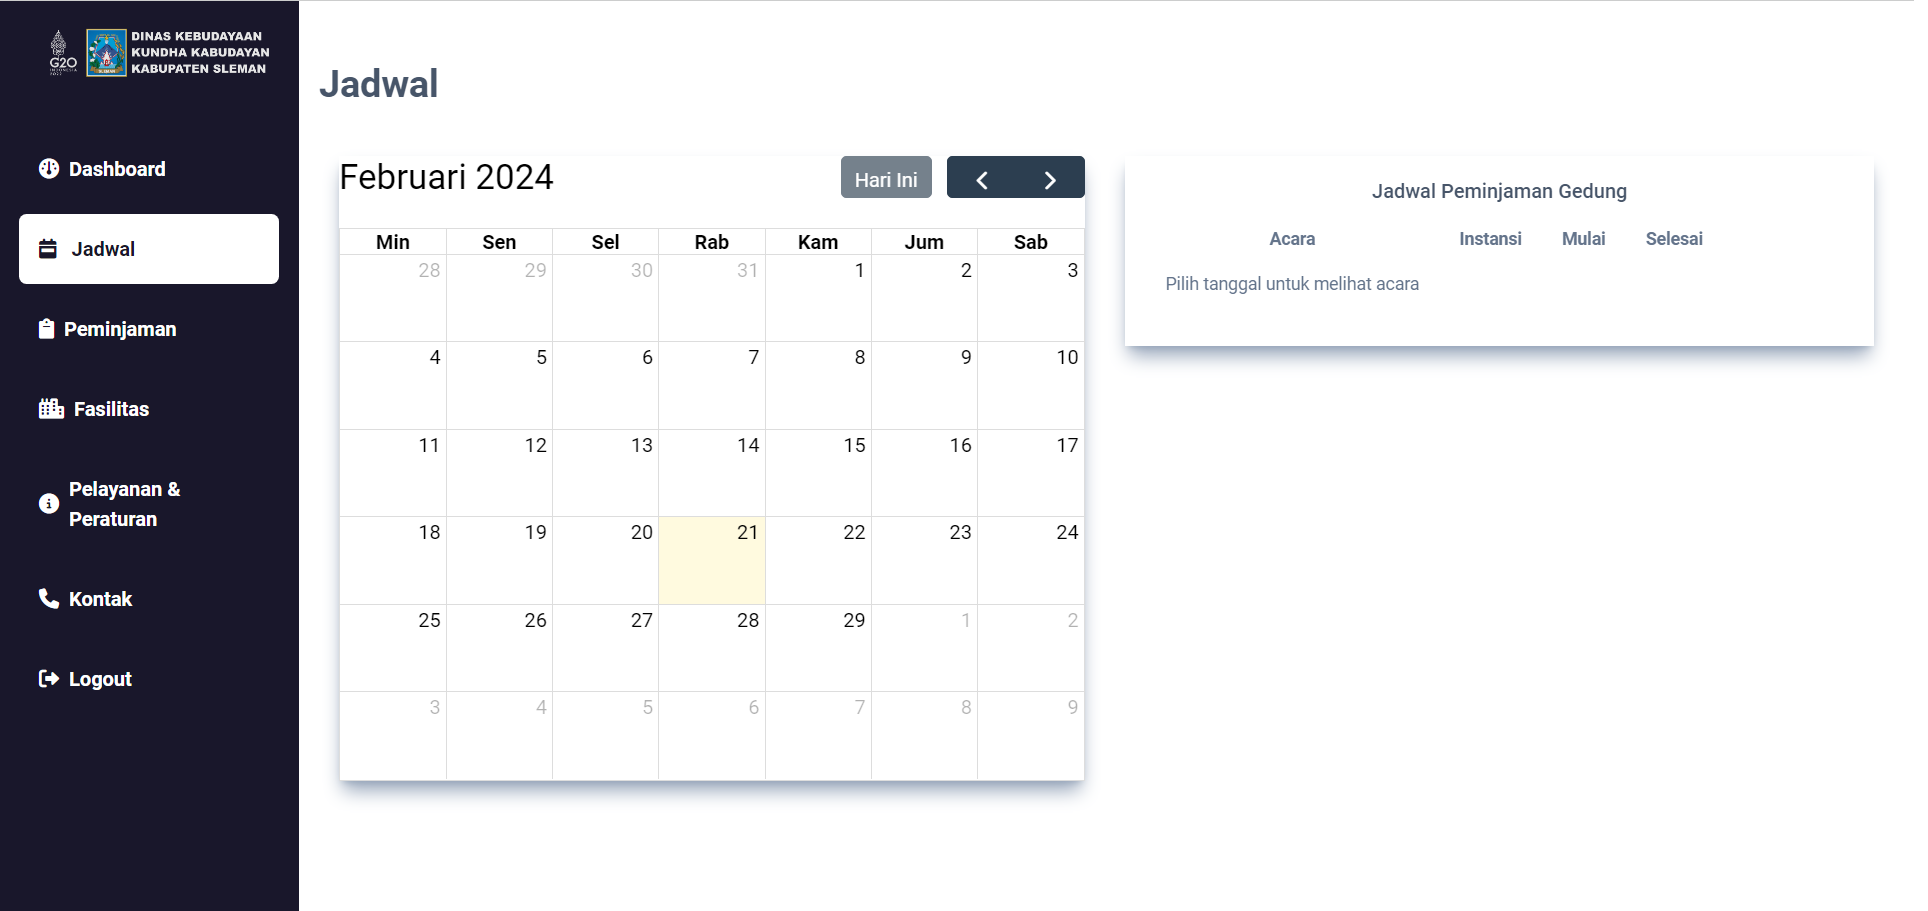 G20
INDONESIA
2022
DINAS KEBUDAYAAN
KUNDHA KABUDAYAN
KABUPATEN SLEMAN
SLEMAN
Dashboard
Jadwal
Peminjaman
Fasilitas
Pelayanan &
Peraturan
Kontak
Logout
Jadwal
Februari 2024
Hari Ini
Min Sen Sel Rab Kam Jum Sab
28 29 30 31 1 2 3
4 5 6 7 8 9 10
11 12 13 14 15 16 17
18 19 20 21 22 23 24
25 26 27 28 29 1 2
3 4 5 6 7 8 9
Jadwal Peminjaman Gedung
Acara Instansi Mulai Selesai
Pilih tanggal untuk melihat acara